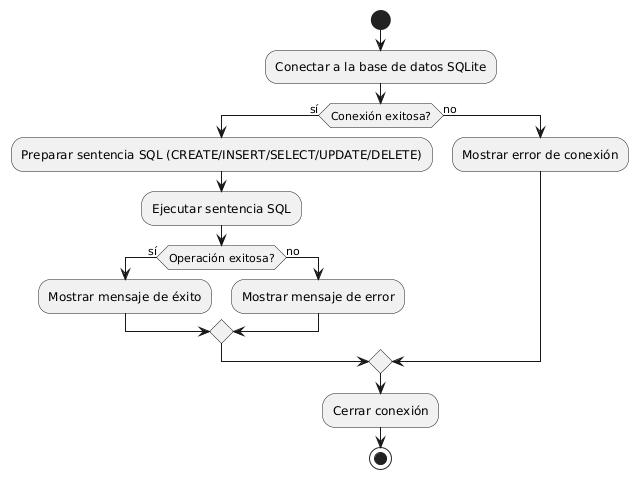 Conectar a la base de datos SQLite
sí
Conexión exitosa?
no
Preparar sentencia SQL (CREATE/INSERT/SELECT/UPDATE/DELETE)
Mostrar error de conexión
Ejecutar sentencia SQL
sí
Operación exitosa?
no
Mostrar mensaje de éxito
Mostrar mensaje de error
Cerrar conexión